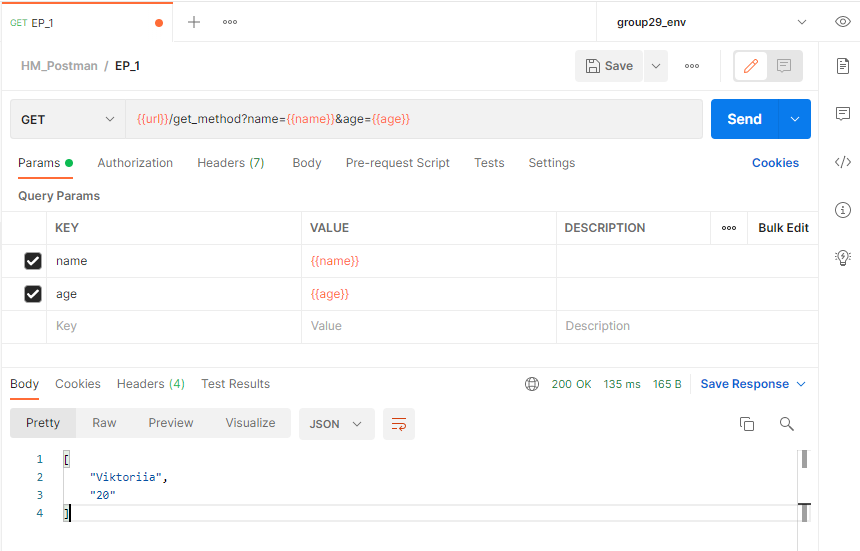 GET EP_1
group29_env
HM_Postman / EP_1
Save
GET {{url}}/get_method?name={{name}}&age={{age}} Send
Params Authorization Headers (7) Body Pre-request Script Tests Settings Cookies
Query Params
KEY VALUE DESCRIPTION Bulk Edit
name {{name}}
age {{age}}
Key Value Description
Body Cookies Headers (4) Test Results 200 OK 135 ms 165 B Save Response
Pretty Raw Preview Visualize JSON
1 [
2 "Viktoriia",
3 "20"
4 ]